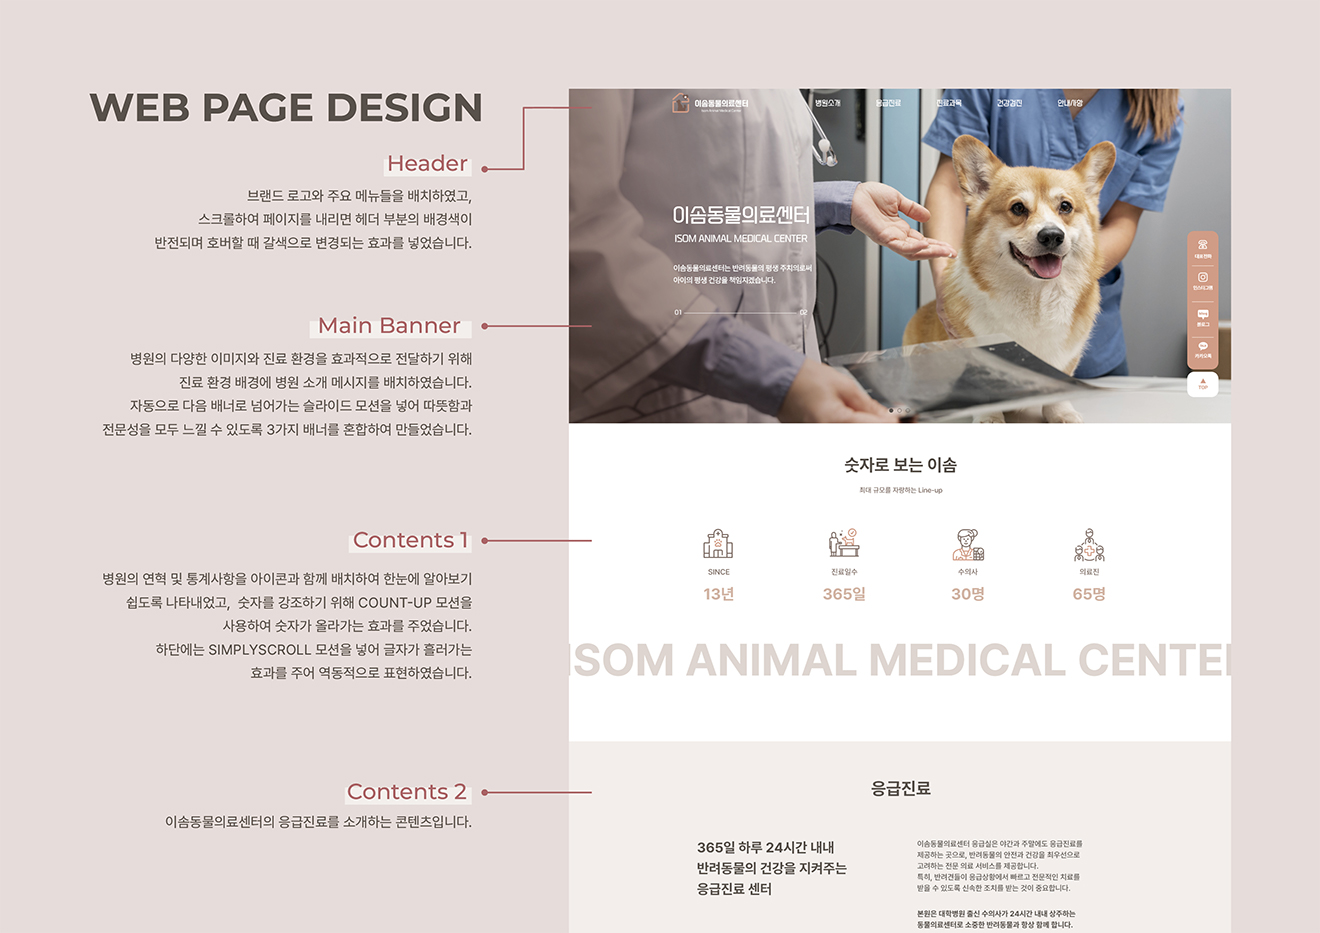 WEB PAGE DESIGN
Header
브랜드 로고와 주요 메뉴들을 배치하였고,
스크롤하여 페이지를 내리면 헤더 부분의 배경색이
반전되며 호버할 때 갈색으로 변경되는 효과를 넣었습니다.
Main Banner
병원의 다양한 이미지와 진료 환경을 효과적으로 전달하기 위해
진료 환경 배경에 병원 소개 메시지를 배치하였습니다.
자동으로 다음 배너로 넘어가는 슬라이드 모션을 넣어 따뜻함과
전문성을 모두 느낄 수 있도록 3가지 배너를 혼합하여 만들었습니다.
Contents 1
병원의 연혁 및 통계사항을 아이콘과 함께 배치하여 한눈에 알아보기
쉽도록 나타내었고, 숫자를 강조하기 위해 COUNT-UP 모션을
사용하여 숫자가 올라가는 효과를 주었습니다.
하단에는 SIMPLYSCROLL 모션을 넣어 글자가 흘러가는
효과를 주어 역동적으로 표현하였습니다.
Contents 2
이솜동물의료센터의 응급진료를 소개하는 콘텐츠입니다.
이솜동물의료센터
병원소개 응급진료 진료과목 건강검진 안내사항
이솜동물의료센터
ISOM ANIMAL MEDICAL CENTER
이솜동물의료센터는 반려동물의 평생 주치의로써
아이의 평생 건강을 책임지겠습니다.
01 02
대표전화
인스타그램
블로그
카카오톡
TOP
숫자로 보는 이솜
최대 규모를 자랑하는 Line-up
SINCE 진료일수 수의사 의료진
13년 365일 30명 65명
ISOM ANIMAL MEDICAL CENTER
응급진료
365일 하루 24시간 내내
반려동물의 건강을 지켜주는
응급진료 센터
이솜동물의료센터 응급실은 야간과 주말에도 응급진료를
제공하는 곳으로, 반려동물의 안전과 건강을 최우선으로
고려하는 전문 의료 서비스를 제공합니다.
특히, 반려견들이 응급상황에서 빠르고 전문적인 치료를
받을 수 있도록 신속한 조치를 받는 것이 중요합니다.
본원은 대학병원 출신 수의사가 24시간 내내 상주하는
동물의료센터로 소중한 반려동물과 항상 함께 합니다.